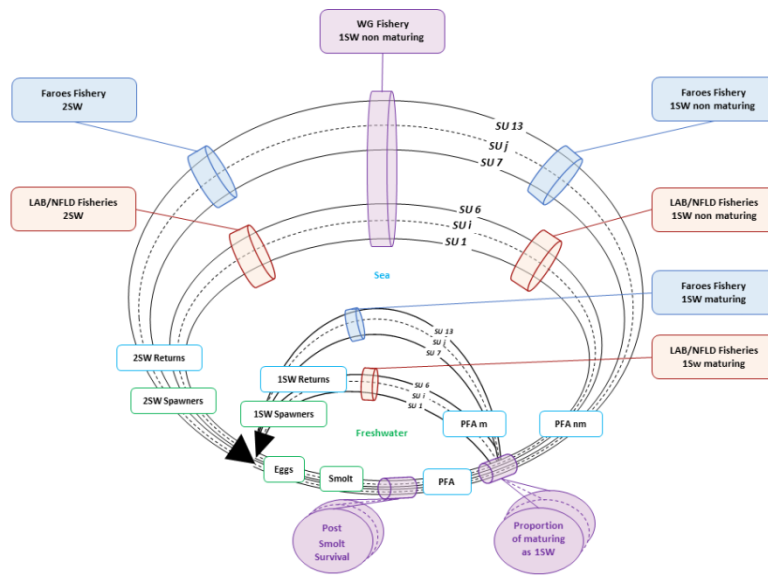 WG Fishery
1SW non maturing
Faroes Fishery
2SW
Faroes Fishery
1SW non maturing
SU 13
SU j
SU 7
LAB/NFLD Fisheries
2SW
LAB/NFLD Fisheries
1SW non maturing
SU 6
SU i
SU 1
Sea
Faroes Fishery
1SW maturing
SU 13
SU 7
LAB/NFLD Fisheries
1Sw maturing
2SW Returns
1SW Returns
SU 6
SU i
SU 1
2SW Spawners
1SW Spawners
PFA m
PFA nm
Freshwater
Eggs
Smolt
PFA
Post
Smolt
Survival
Proportion
of maturing
as 1SW